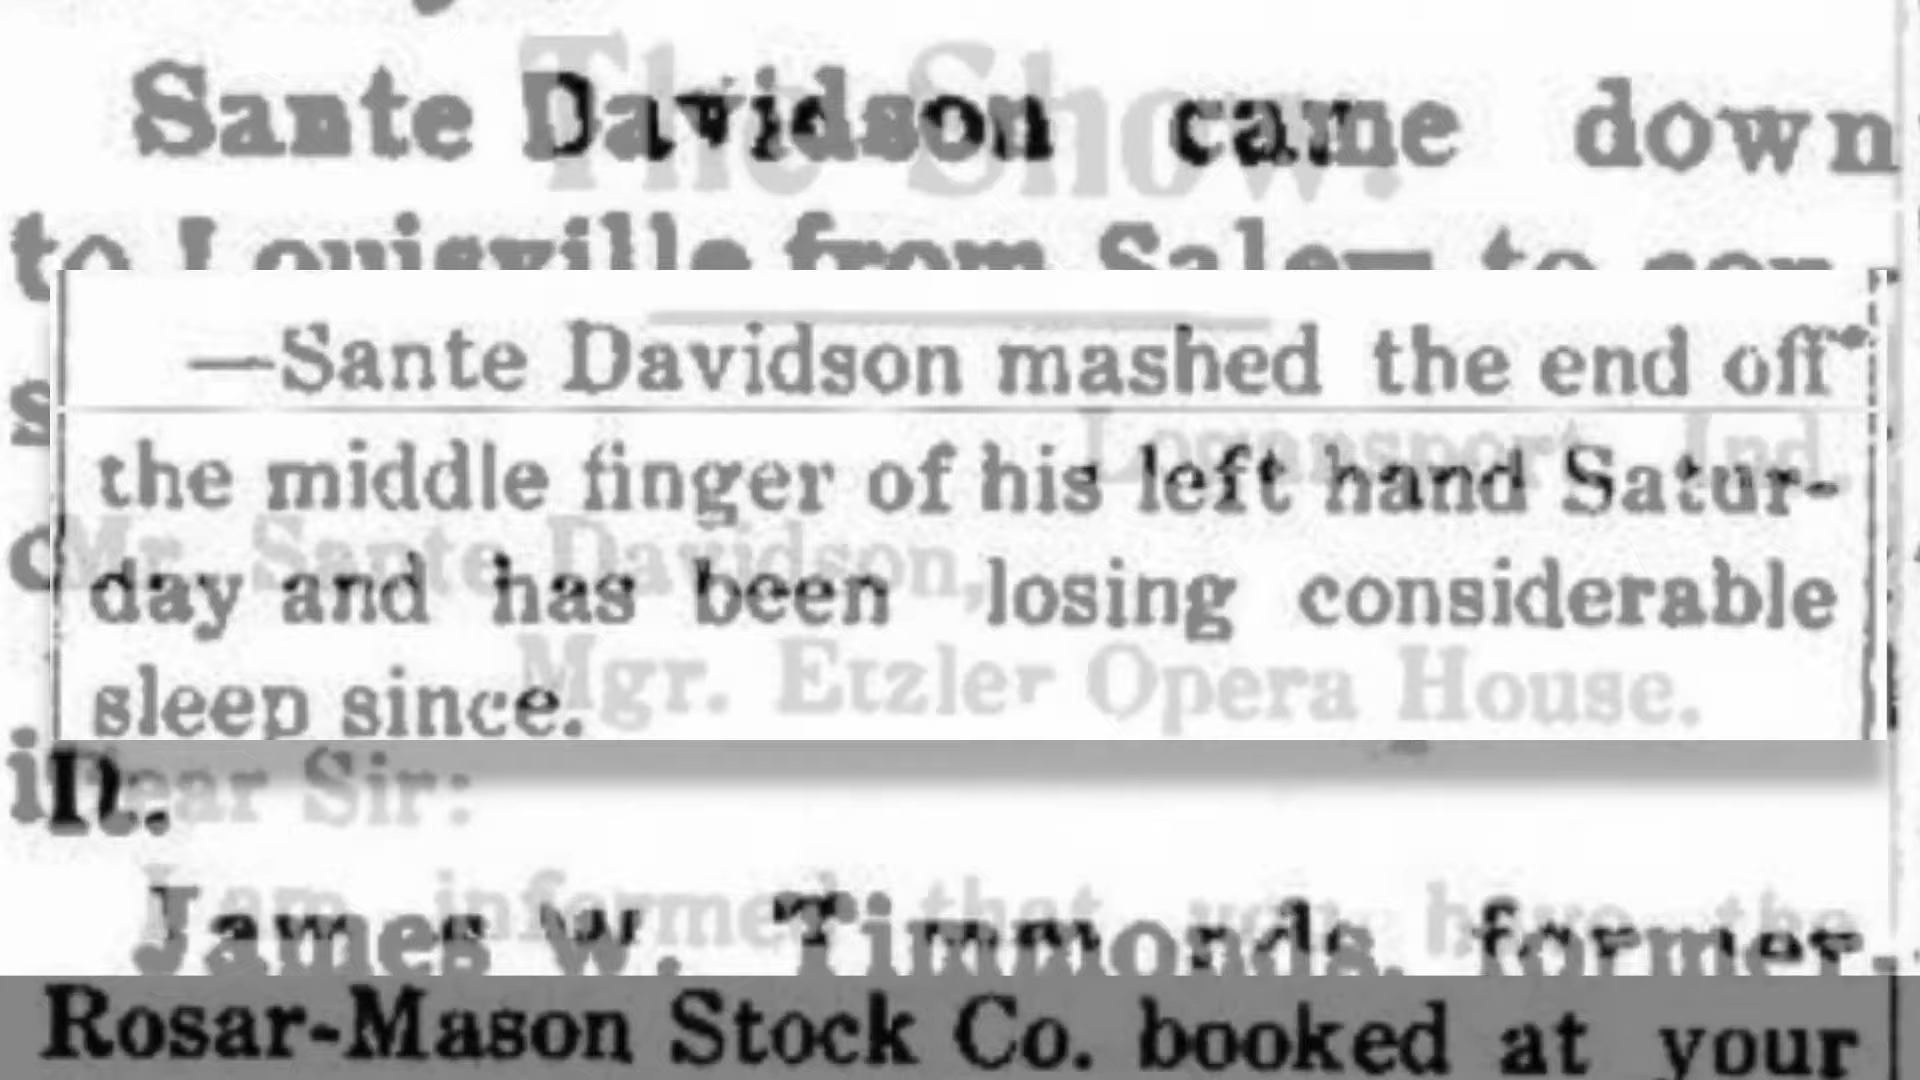 The Show.
Sante Davidson came down
to Louisville from Salem to con
—Sante Davidson mashed the end off
Logansport, Ind.
the middle finger of his left hand Satur-
Mr. Sante Davidson,
day and has been losing considerable
Mgr. Etzler Opera House.
sleep since.
Dear Sir:
in.
I am informed that you have the
James W. Timmonds, former
Rosar-Mason Stock Co. booked at your